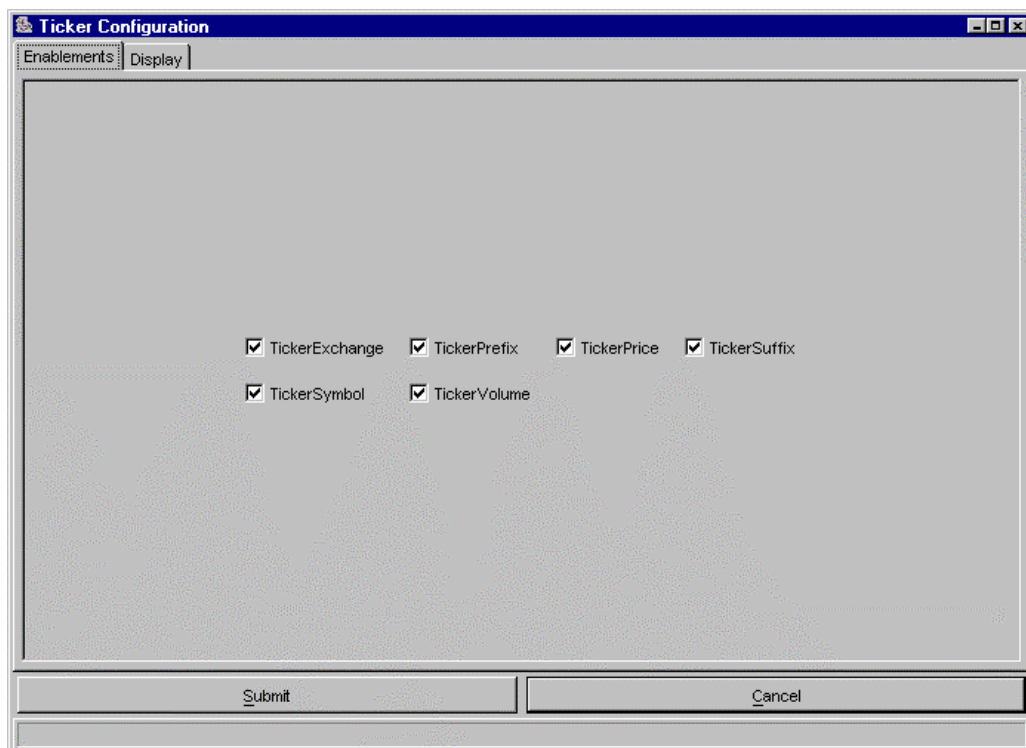 Ticker Configuration
Enablements Display
TickerExchange TickerPrefix TickerPrice TickerSuffix
TickerSymbol TickerVolume
Submit Cancel